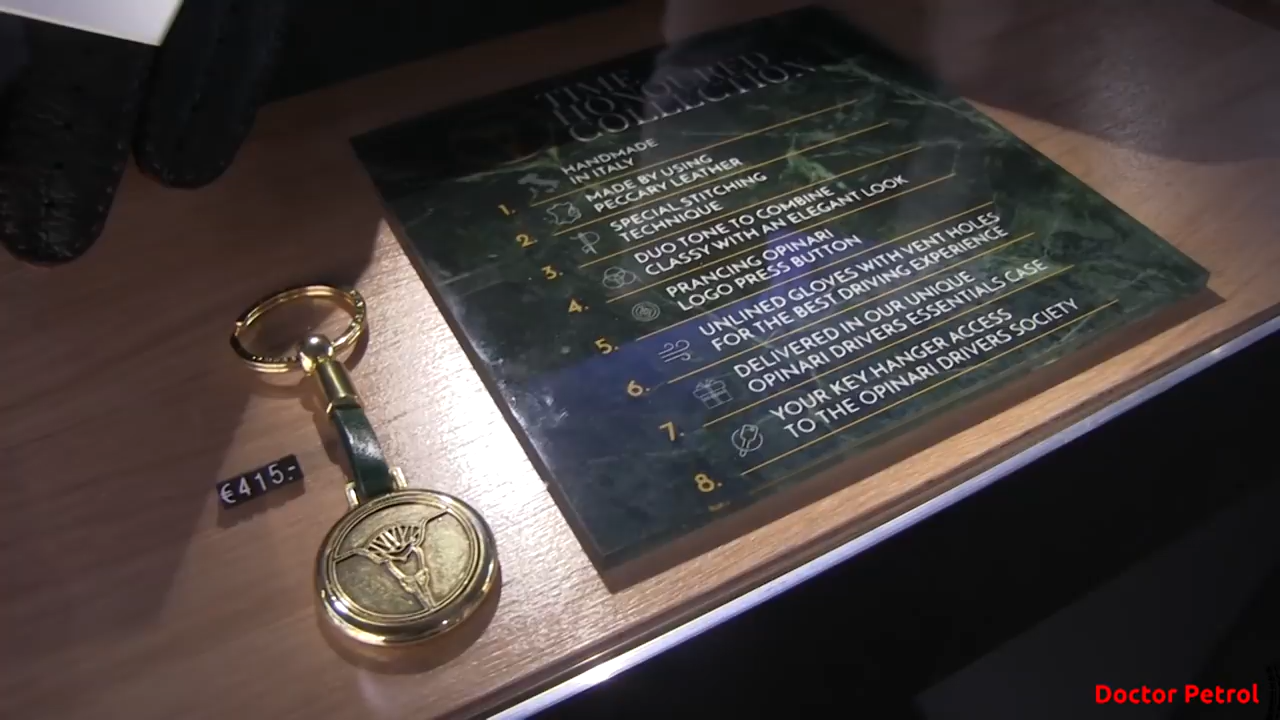 TIME
HONOURED
COLLECTION
1.
HANDMADE
IN ITALY
2.
MADE BY USING
PECCARY LEATHER
3.
SPECIAL STITCHING
TECHNIQUE
4.
DUO TONE TO COMBINE
CLASSY WITH AN ELEGANT LOOK
5.
PRANCING OPINARI
LOGO PRESS BUTTON
6.
UNLINED GLOVES WITH VENT HOLES
FOR THE BEST DRIVING EXPERIENCE
7.
DELIVERED IN OUR UNIQUE
OPINARI DRIVERS ESSENTIALS CASE
8.
YOUR KEY HANGER ACCESS
TO THE OPINARI DRIVERS SOCIETY
€415.-
Doctor Petrol